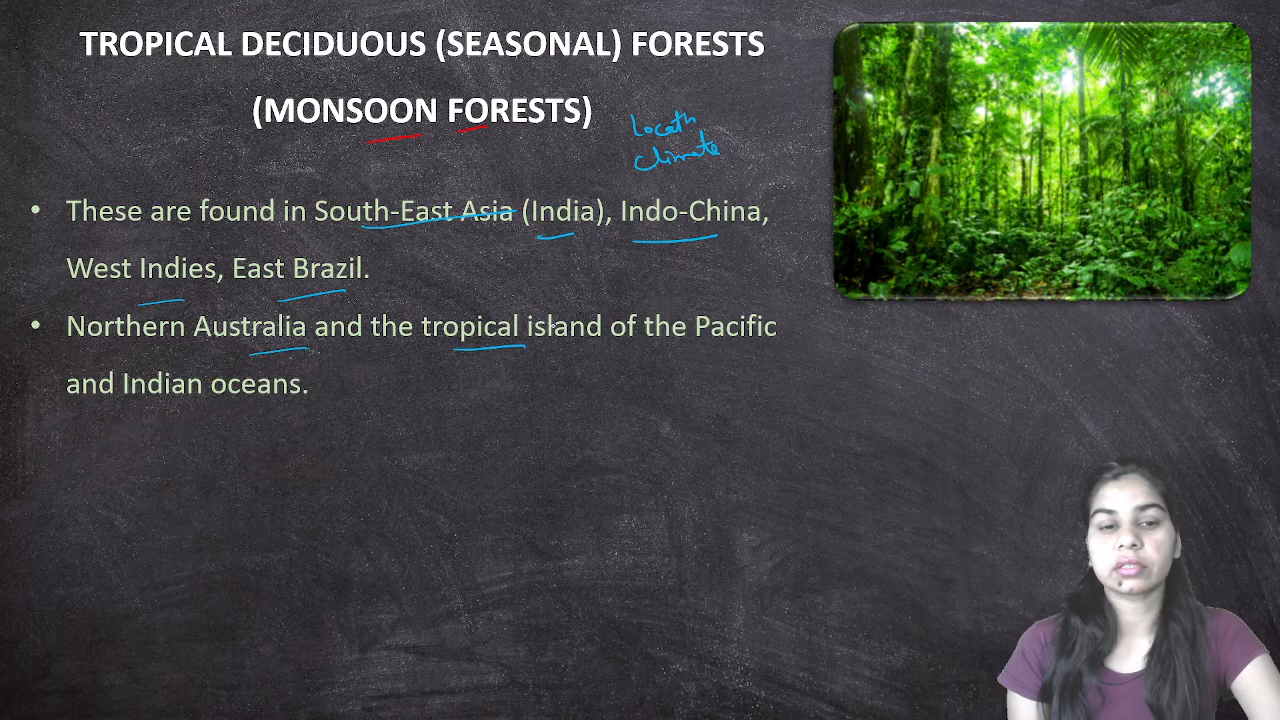 TROPICAL DECIDUOUS (SEASONAL) FORESTS
(MONSOON FORESTS)
Locatn
Climate
• These are found in South-East Asia (India), Indo-China,
West Indies, East Brazil.
• Northern Australia and the tropical island of the Pacific
and Indian oceans.